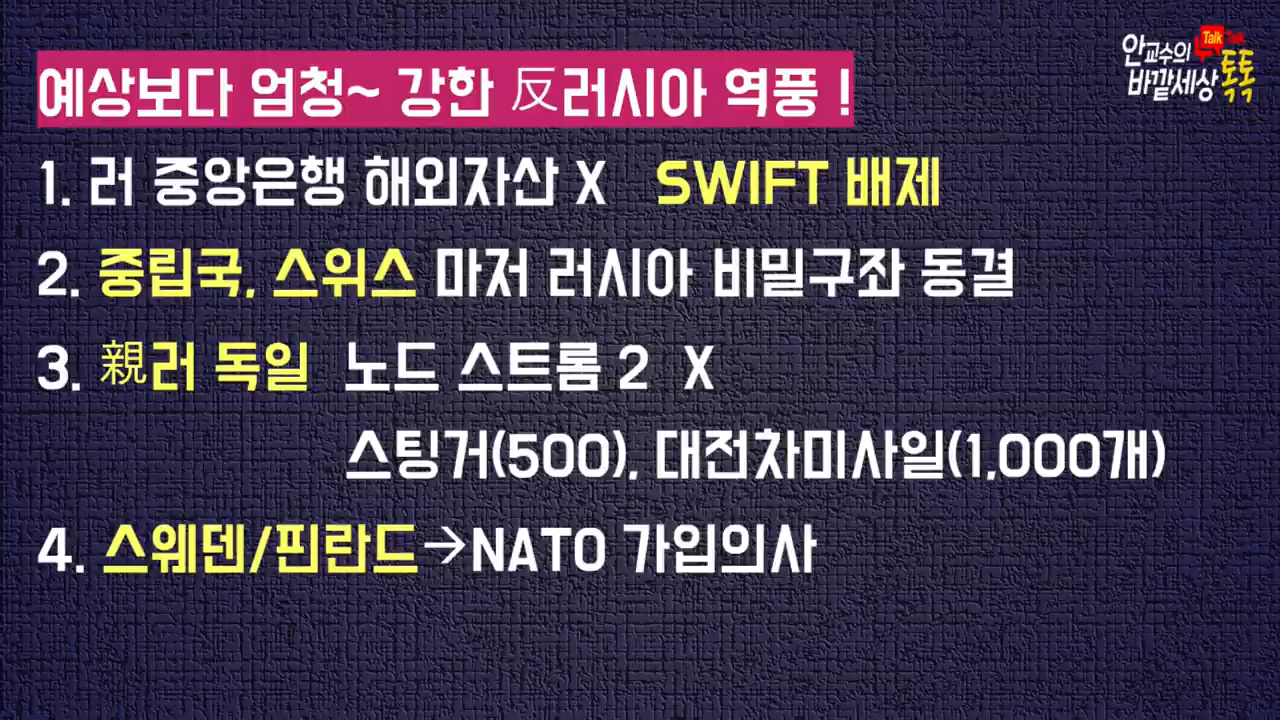 안교수의 Talk Talk
바깥세상 톡톡
예상보다 엄청~ 강한 反러시아 역풍 !
1. 러 중앙은행 해외자산 X SWIFT 배제
2. 중립국, 스위스 마저 러시아 비밀구좌 동결
3. 親러 독일 노드 스트롬 2 X
스팅거(500), 대전차미사일(1,000개)
4. 스웨덴/핀란드→NATO 가입의사